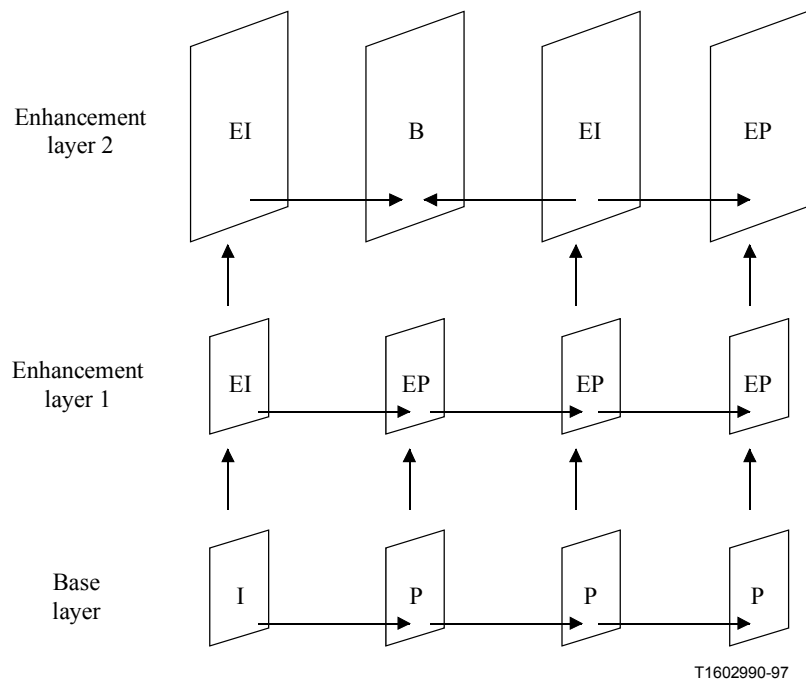 Enhancement
layer 2
EI B EI EP
Enhancement
layer 1
EI EP EP EP
Base
layer
I P P P
T1602990-97